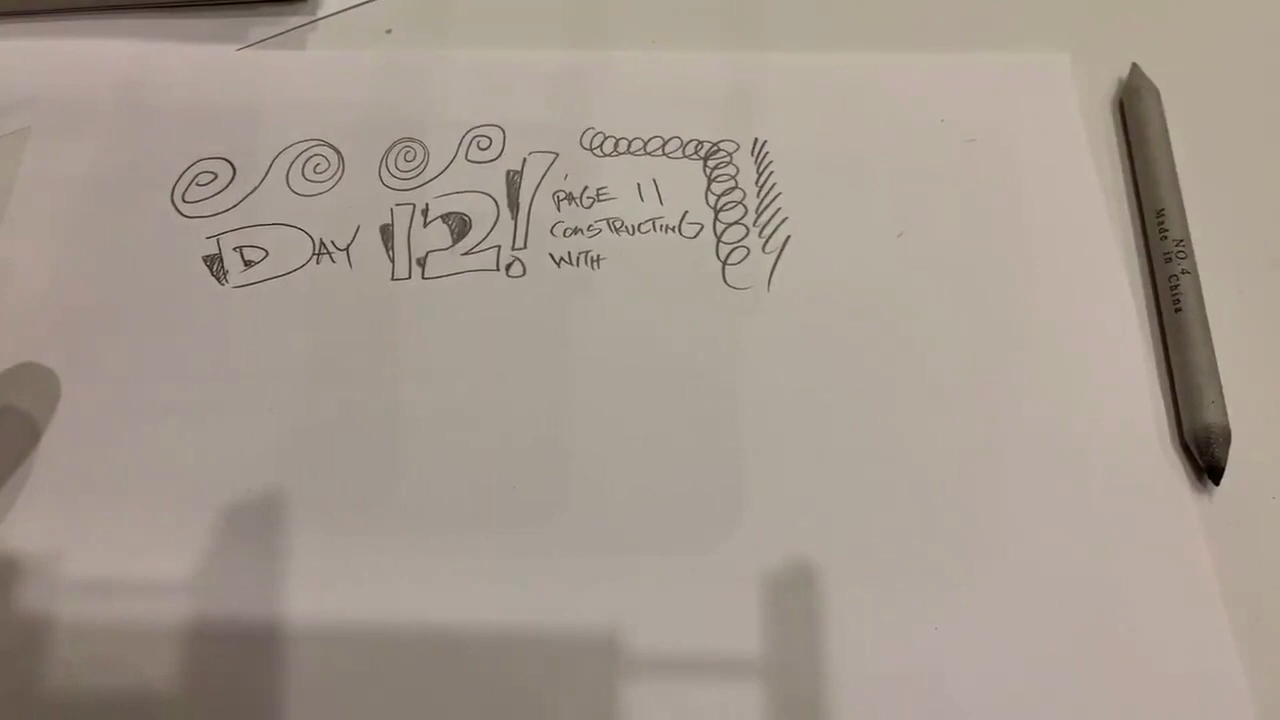 DAY 12!
PAGE 11
CONSTRUCTING
WITH
NO.4
Made in China